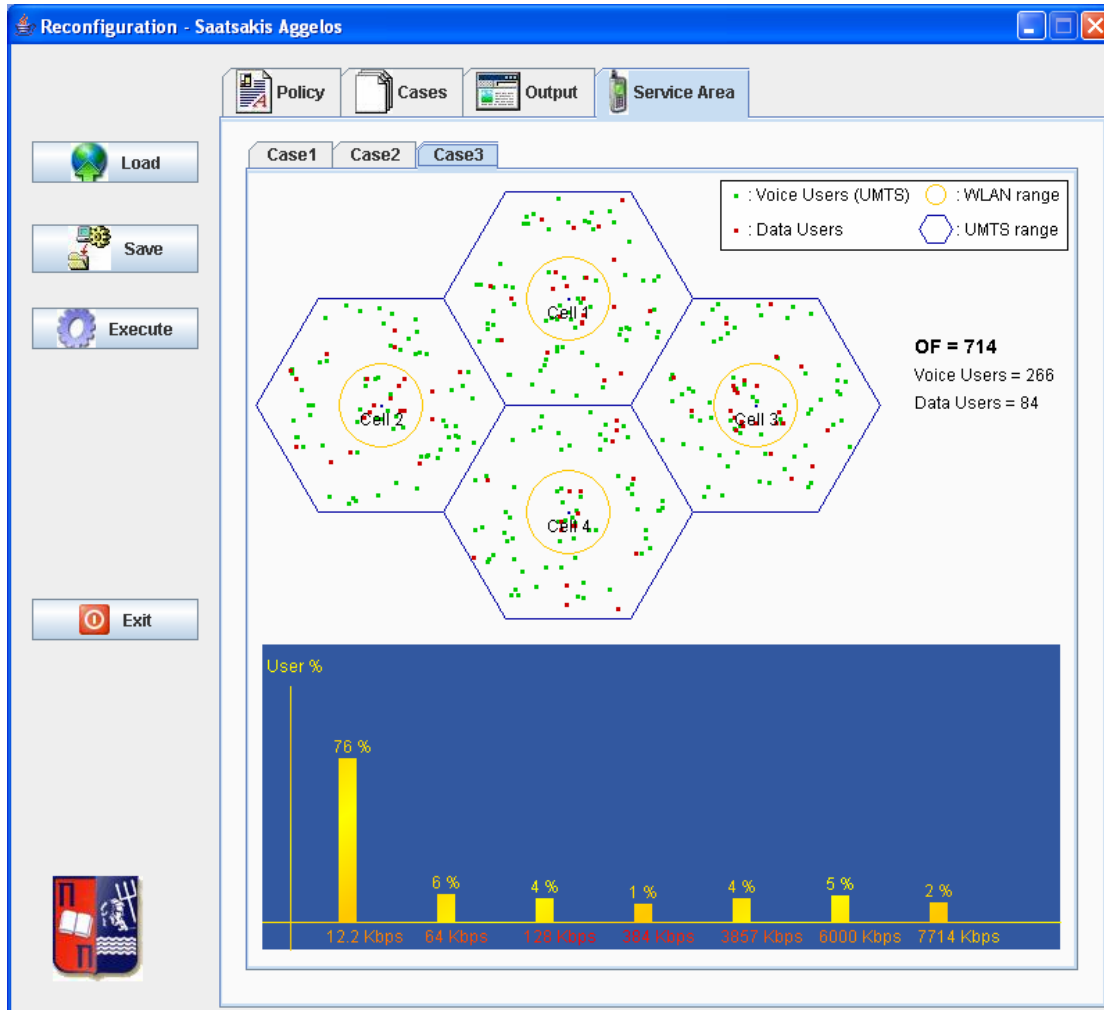 Reconfiguration - Saatsakis Aggelos
Policy
Cases
Output
Service Area
Load
Save
Execute
Exit
Case1
Case2
Case3
: Voice Users (UMTS)
: WLAN range
: Data Users
: UMTS range
Cell 1
Cell 2
Cell 3
Cell 4
OF = 714
Voice Users = 266
Data Users = 84
User %
76 %
6 %
4 %
1 %
4 %
5 %
2 %
12.2 Kbps
64 Kbps
128 Kbps
384 Kbps
3857 Kbps
6000 Kbps
7714 Kbps
Π
Π